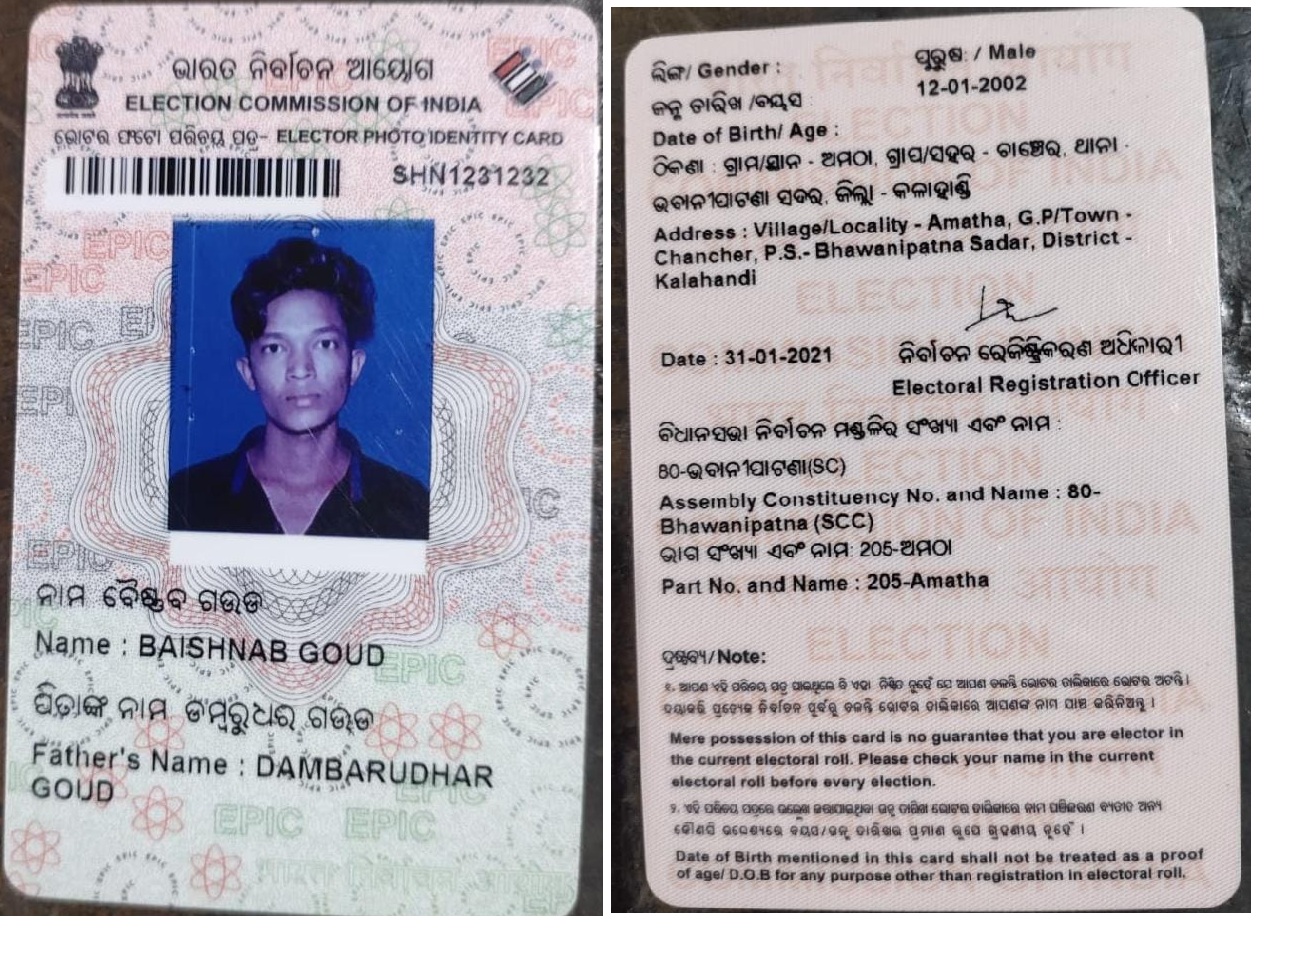 ଭାରତ ନିର୍ବାଚନ ଆୟୋଗ
ELECTION COMMISSION OF INDIA
ଭୋଟର ଫଟୋ ପରିଚୟ ପତ୍ର- ELECTOR PHOTO IDENTITY CARD
SHN1231232
ନାମ ବୈଷ୍ଣବ ଗଉଡ
Name : BAISHNAB GOUD
ପିତାଙ୍କ ନାମ ଡମ୍ବରୁଧର ଗଉଡ
Father's Name : DAMBARUDHAR
GOUD
ଲିଙ୍ଗ/ Gender : ପୁରୁଷ: / Male
ଜନ୍ମ ତାରିଖ /ବୟସ 12-01-2002
Date of Birth/ Age :
ଠିକଣା : ଗ୍ରାମ/ସ୍ଥାନ - ଅମଠା, ଗ୍ରାପ/ସହର - ଚାଞ୍ଚେର, ଥାନା -
ଭବାନୀପାଟଣା ସଦର, ଜିଲ୍ଲା - କଳାହାଣ୍ଡି
Address : Village/Locality - Amatha, G.P/Town -
Chancher, P.S.- Bhawanipatna Sadar, District -
Kalahandi
Date : 31-01-2021 ନିର୍ବାଚନ ରେଜିଷ୍ଟ୍ରିକରଣ ଅଧିକାରୀ
Electoral Registration Officer
ବିଧାନସଭା ନିର୍ବାଚନ ମଣ୍ଡଳିର ସଂଖ୍ୟା ଏବଂ ନାମ :
80-ଭବାନୀପାଟଣା(SC)
Assembly Constituency No. and Name : 80-
Bhawanipatna (SCC)
ଭାଗ ସଂଖ୍ୟା ଏବଂ ନାମ: 205-ଅମଠା
Part No. and Name : 205-Amatha
ଦ୍ରଷ୍ଟବ୍ୟ/Note:
୧. ଆପଣ ଏହି ପରିଚୟ ପତ୍ର ପାଇଥିଲେ ବି ଏହା ନିଶ୍ଚିତ ନୁହେଁ ଯେ ଆପଣ ଚଳନ୍ତି ଭୋଟର ତାଲିକାରେ ଭୋଟର ଅଟନ୍ତି ।
ଦୟାକରି ପ୍ରତ୍ୟେକ ନିର୍ବାଚନ ପୂର୍ବରୁ ଚଳନ୍ତି ଭୋଟର ତାଲିକାରେ ଆପଣଙ୍କ ନାମ ଯାଞ୍ଚ କରିନିଅନ୍ତୁ ।
Mere possession of this card is no guarantee that you are elector in
the current electoral roll. Please check your name in the current
electoral roll before every election.
୨. ଏହି ପରିଚୟ ପତ୍ରରେ ଉଲ୍ଲେଖ କରାଯାଇଥିବା ଜନ୍ମ ତାରିଖ ଭୋଟର ତାଲିକାରେ ନାମ ପଞ୍ଜିକରଣ ବ୍ୟତୀତ ଅନ୍ୟ
କୌଣସି ଉଦ୍ଦେଶ୍ୟରେ ବୟସ/ଜନ୍ମ ତାରିଖର ପ୍ରମାଣ ରୂପେ ଗ୍ରହଣୀୟ ନୁହେଁ ।
Date of Birth mentioned in this card shall not be treated as a proof
of age/ D.O.B for any purpose other than registration in electoral roll.